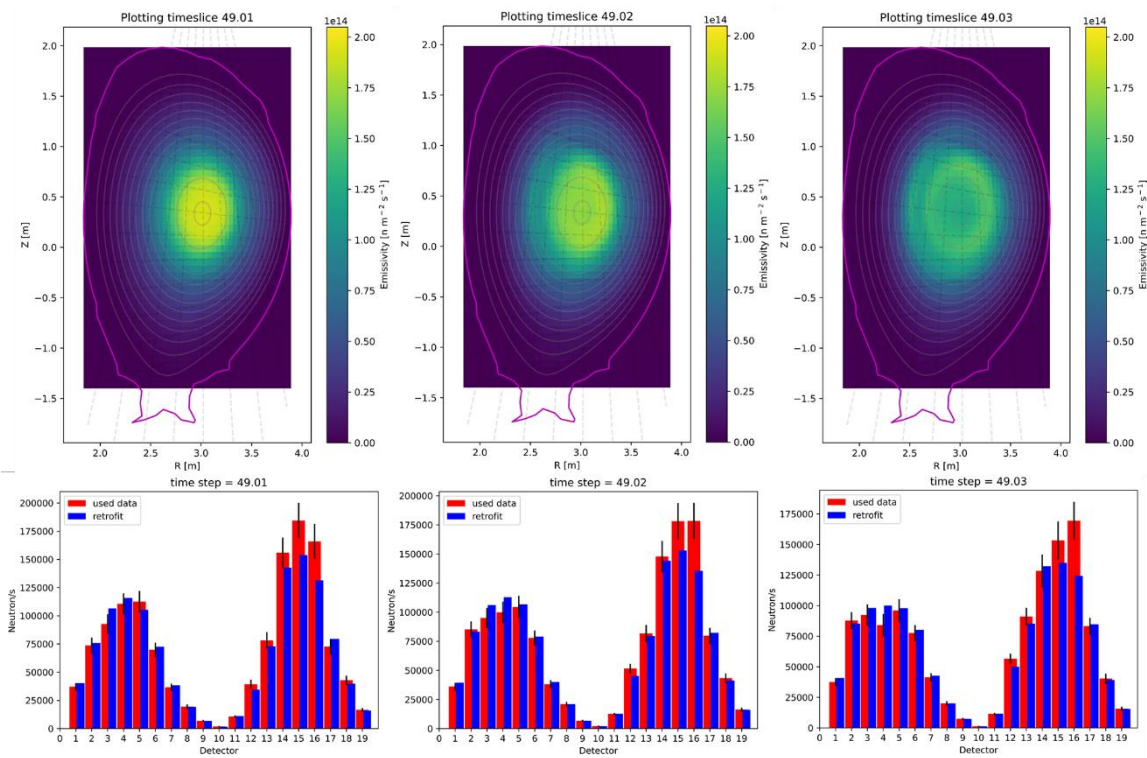 Plotting timeslice 49.01
1e14
2.0
1.5
1.0
0.5
0.0
−0.5
−1.0
−1.5
Z [m]
2.0 2.5 3.0 3.5 4.0
R [m]
2.00
1.75
1.50
1.25
1.00
0.75
0.50
0.25
0.00
Emissivity [n m⁻² s⁻¹]
Plotting timeslice 49.02
1e14
2.0
1.5
1.0
0.5
0.0
−0.5
−1.0
−1.5
Z [m]
2.0 2.5 3.0 3.5 4.0
R [m]
2.00
1.75
1.50
1.25
1.00
0.75
0.50
0.25
0.00
Emissivity [n m⁻² s⁻¹]
Plotting timeslice 49.03
1e14
2.0
1.5
1.0
0.5
0.0
−0.5
−1.0
−1.5
Z [m]
2.0 2.5 3.0 3.5 4.0
R [m]
2.00
1.75
1.50
1.25
1.00
0.75
0.50
0.25
0.00
Emissivity [n m⁻² s⁻¹]
time step = 49.01
used data
retrofit
200000
175000
150000
125000
100000
75000
50000
25000
0
Neutron/s
0 1 2 3 4 5 6 7 8 9 10 11 12 13 14 15 16 17 18 19
Detector
time step = 49.02
used data
retrofit
200000
175000
150000
125000
100000
75000
50000
25000
0
Neutron/s
0 1 2 3 4 5 6 7 8 9 10 11 12 13 14 15 16 17 18 19
Detector
time step = 49.03
used data
retrofit
175000
150000
125000
100000
75000
50000
25000
0
Neutron/s
0 1 2 3 4 5 6 7 8 9 10 11 12 13 14 15 16 17 18 19
Detector